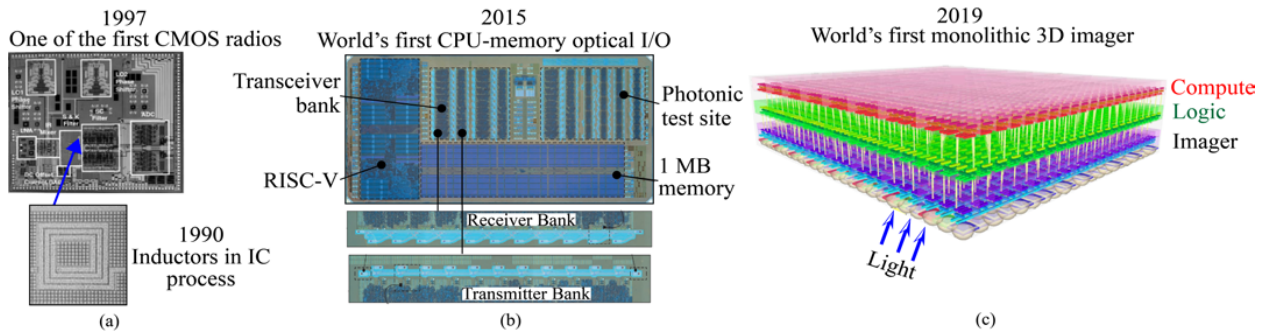 1997
One of the first CMOS radios
LNA
ADC
1990
Inductors in IC
process
(a)
2015
World's first CPU-memory optical I/O
Transceiver
bank
Photonic
test site
RISC-V
1 MB
memory
Receiver Bank
Transmitter Bank
(b)
2019
World's first monolithic 3D imager
Compute
Logic
Imager
Light
(c)